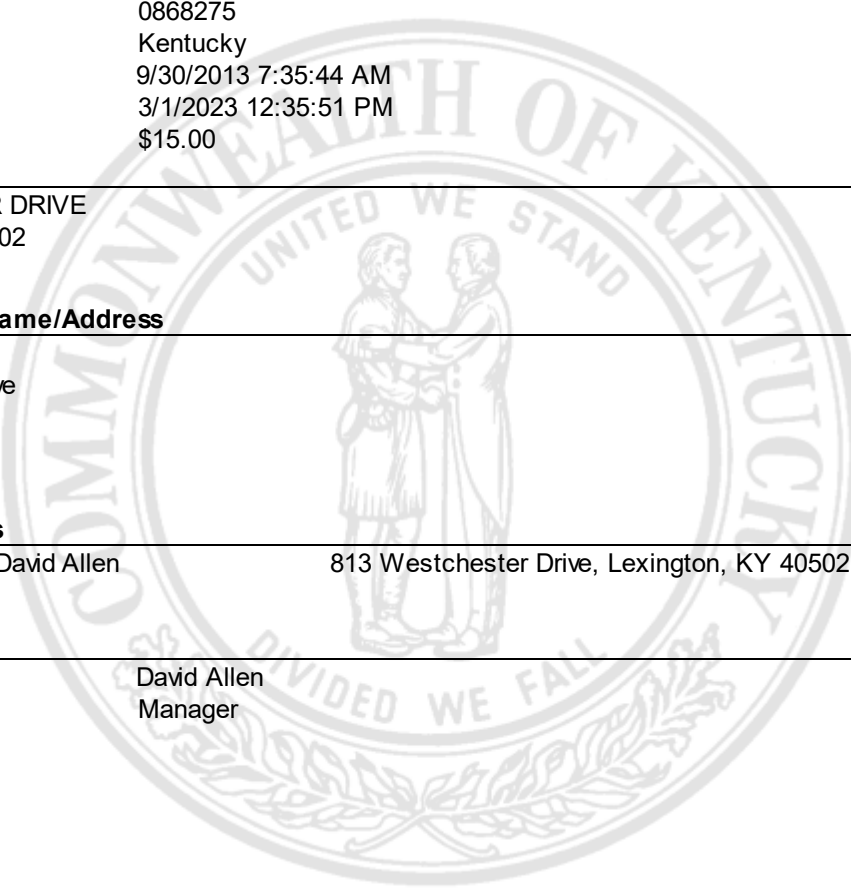 0868275
Kentucky
9/30/2013 7:35:44 AM
3/1/2023 12:35:51 PM
$15.00
R DRIVE
02
ame/Address
ve
s
David Allen 813 Westchester Drive, Lexington, KY 40502
David Allen
Manager
COMMONWEALTH OF KENTUCKY
UNITED WE STAND
DIVIDED WE FALL